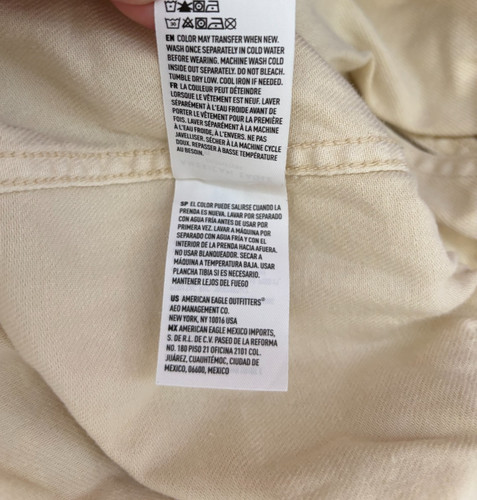 EN COLOR MAY TRANSFER WHEN NEW.
WASH ONCE SEPARATELY IN COLD WATER
BEFORE WEARING. MACHINE WASH COLD
INSIDE OUT SEPARATELY. DO NOT BLEACH.
TUMBLE DRY LOW. COOL IRON IF NEEDED.
FR LA COULEUR PEUT DÉTEINDRE
LORSQUE LE VÊTEMENT EST NEUF. LAVER
SÉPARÉMENT À L'EAU FROIDE AVANT DE
PORTER LE VÊTEMENT POUR LA PREMIÈRE
FOIS. LAVER SÉPARÉMENT À LA MACHINE
À L'EAU FROIDE, À L'ENVERS. NE PAS
JAVELLISER. SÉCHER À LA MACHINE CYCLE
DOUX. REPASSER À BASSE TEMPÉRATURE
AU BESOIN.
SP EL COLOR PUEDE SALIRSE CUANDO LA
PRENDA ES NUEVA. LAVAR POR SEPARADO
CON AGUA FRÍA ANTES DE USAR POR
PRIMERA VEZ. LAVAR A MÁQUINA POR
SEPARADO CON AGUA FRÍA Y CON EL
INTERIOR DE LA PRENDA HACIA AFUERA.
NO USAR BLANQUEADOR. SECAR A
MÁQUINA A TEMPERATURA BAJA. USAR
PLANCHA TIBIA SI ES NECESARIO.
MANTENER LEJOS DEL FUEGO
US AMERICAN EAGLE OUTFITTERS®
AEO MANAGEMENT CO.
NEW YORK, NY 10016 USA
MX AMERICAN EAGLE MEXICO IMPORTS,
S. DE R.L. DE C.V. PASEO DE LA REFORMA
NO. 180 PISO 21 OFICINA 2101 COL.
JUÁREZ, CUAUHTÉMOC, CIUDAD DE
MÉXICO, 06600, MEXICO